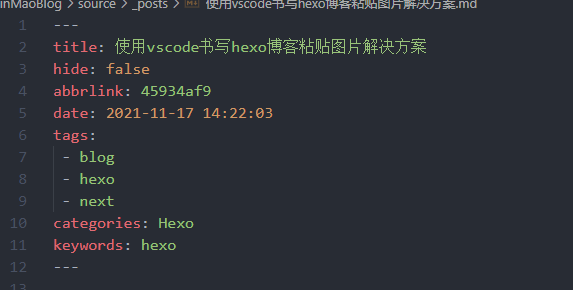 inMaoBlog > source > _posts > 使用vscode书写hexo博客粘贴图片解决方案.md
1 ---
2 title: 使用vscode书写hexo博客粘贴图片解决方案
3 hide: false
4 abbrlink: 45934af9
5 date: 2021-11-17 14:22:03
6 tags:
7 - blog
8 - hexo
9 - next
10 categories: Hexo
11 keywords: hexo
12 ---
13